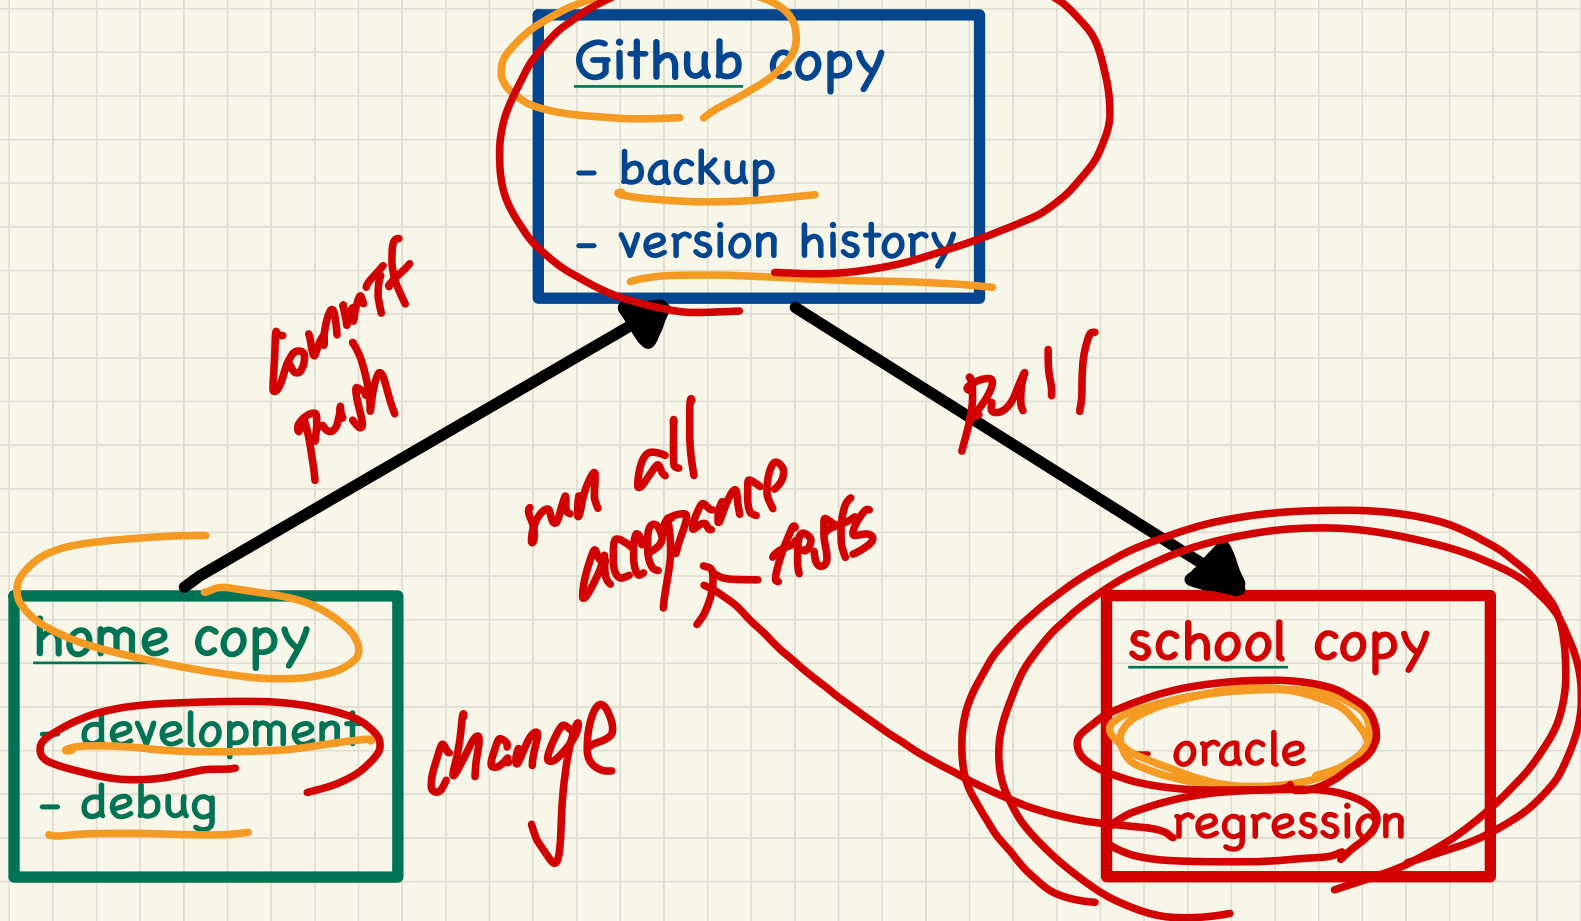 Github copy
- backup
- version history
commit
push
pull
run all
acceptance
tests
home copy
- development
- debug
change
school copy
- oracle
regression